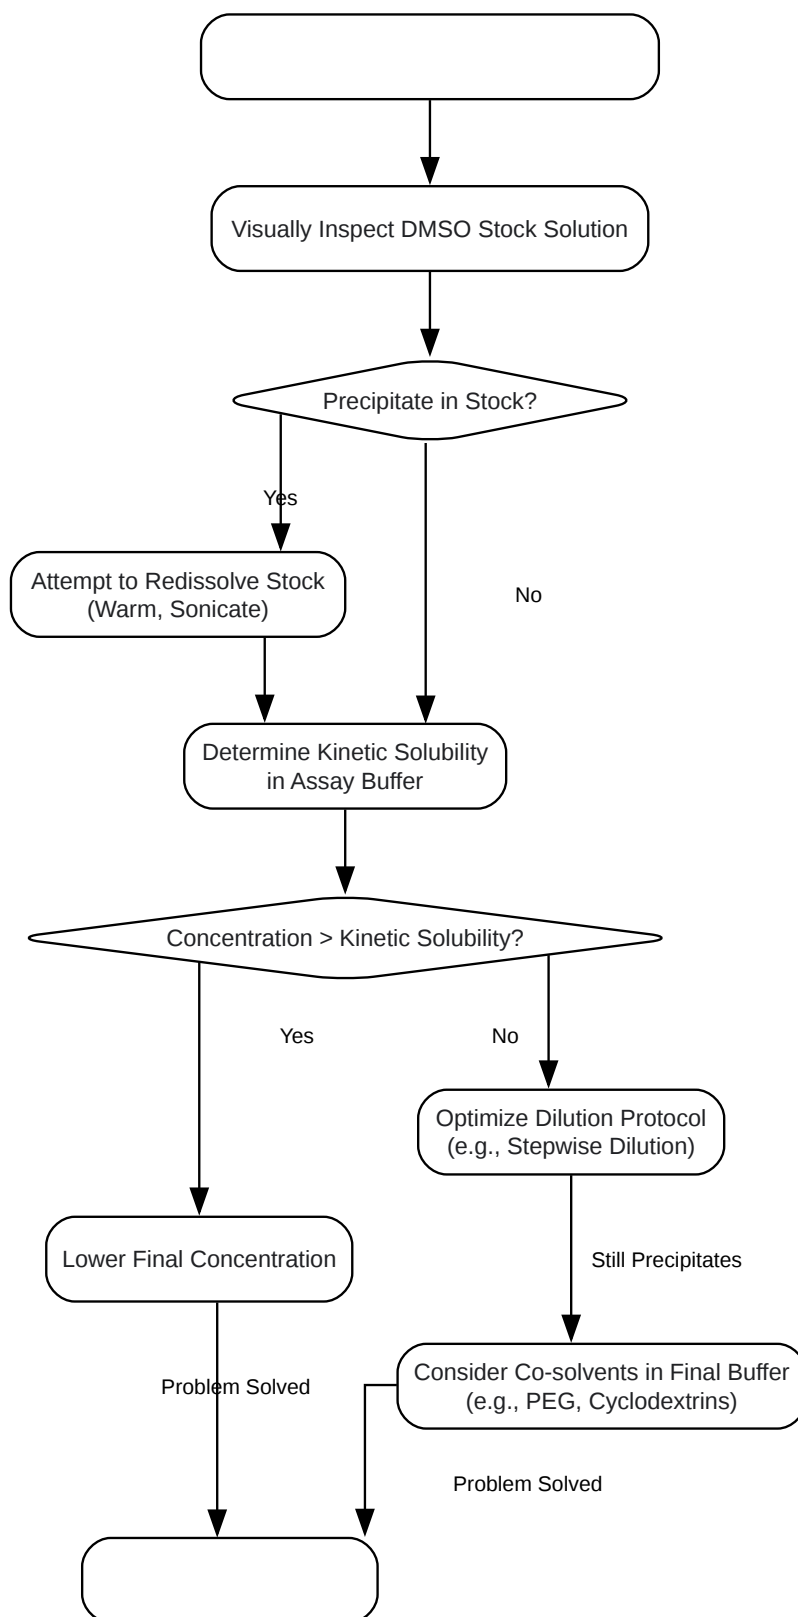 Visually Inspect DMSO Stock Solution
Precipitate in Stock?
Yes
Attempt to Redissolve Stock
(Warm, Sonicate)
No
Determine Kinetic Solubility
in Assay Buffer
Concentration > Kinetic Solubility?
Yes
No
Optimize Dilution Protocol
(e.g., Stepwise Dilution)
Lower Final Concentration
Still Precipitates
Consider Co-solvents in Final Buffer
(e.g., PEG, Cyclodextrins)
Problem Solved
Problem Solved